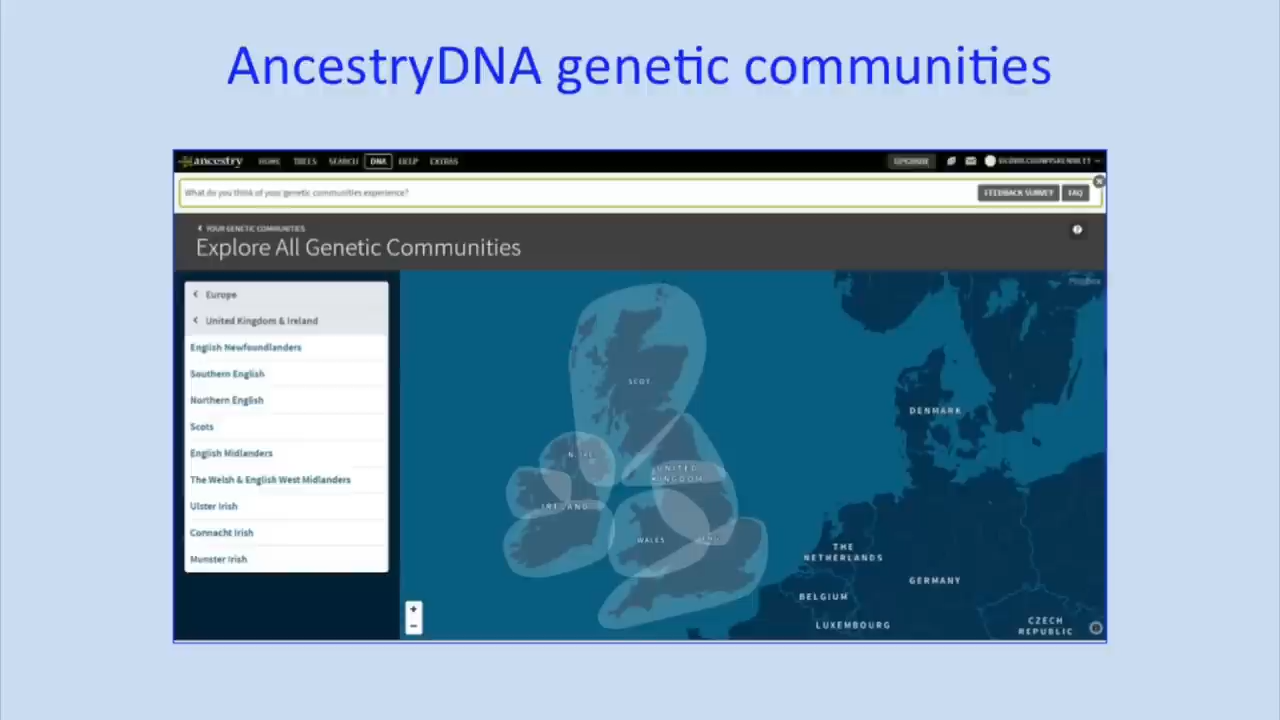 AncestryDNA genetic communities
ancestry HOME TREES SEARCH DNA HELP EXTRAS UPGRADE
What do you think of your genetic communities experience? FEEDBACK SURVEY FAQ
YOUR GENETIC COMMUNITIES
Explore All Genetic Communities
Europe
United Kingdom & Ireland
English Newfoundlanders
Southern English
Northern English
Scots
English Midlanders
The Welsh & English West Midlanders
Ulster Irish
Connacht Irish
Munster Irish
SCOT
UNITED
KINGDOM
IRELAND
WALES
DENMARK
THE
NETHERLANDS
GERMANY
BELGIUM
LUXEMBOURG
CZECH
REPUBLIC